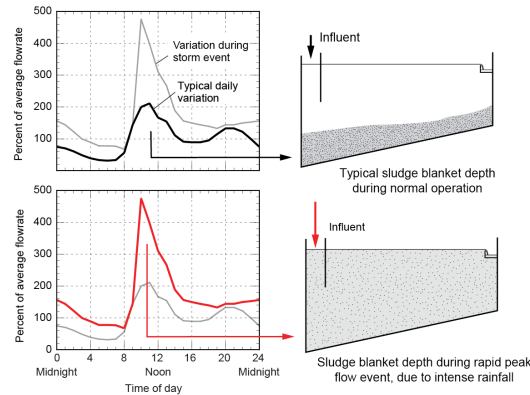 500
400
300
200
100
Percent of average flowrate
Variation during
storm event
Typical daily
variation
Influent
Typical sludge blanket depth
during normal operation
500
400
300
200
100
0
Percent of average flowrate
0 4 8 12 16 20 24
Midnight Noon Midnight
Time of day
Influent
Sludge blanket depth during rapid peak
flow event, due to intense rainfall